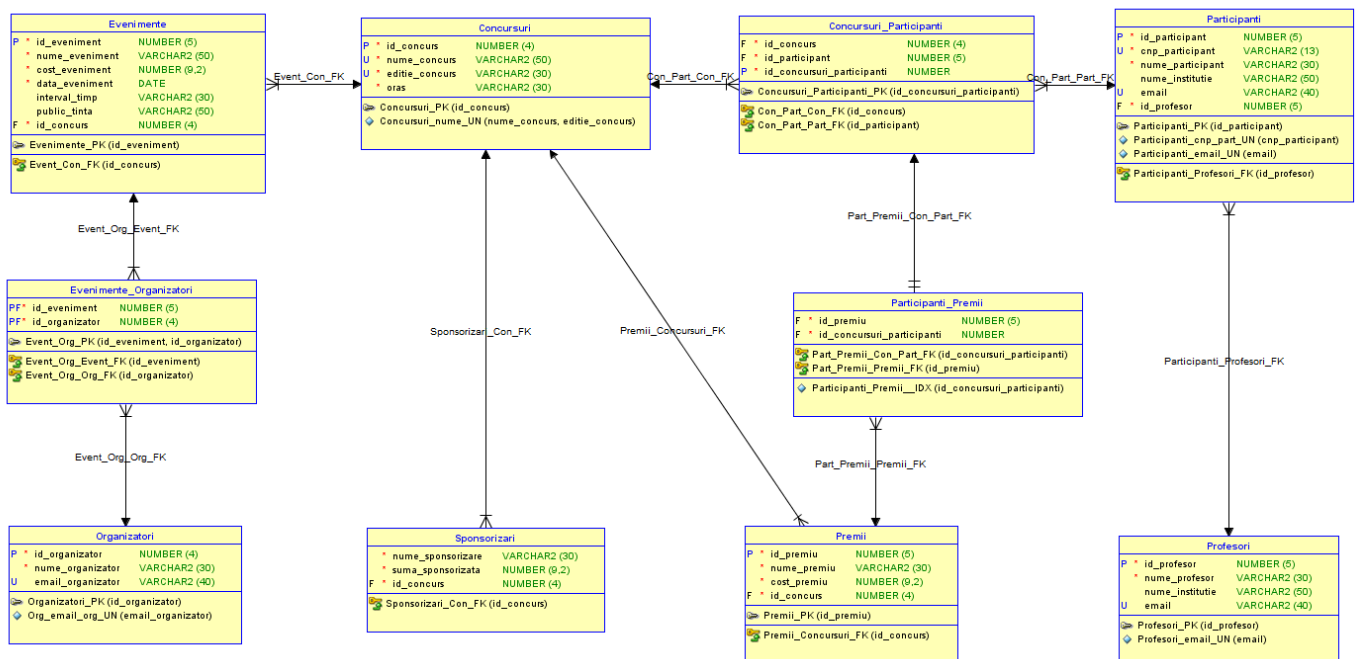 Evenimente
P * id_eveniment NUMBER (5)
* nume_eveniment VARCHAR2 (50)
* cost_eveniment NUMBER (9,2)
* data_eveniment DATE
interval_timp VARCHAR2 (30)
public_tinta VARCHAR2 (50)
F * id_concurs NUMBER (4)
Evenimente_PK (id_eveniment)
Event_Con_FK (id_concurs)
Event_Con_FK
Concursuri
P * id_concurs NUMBER (4)
U * nume_concurs VARCHAR2 (50)
U * editie_concurs VARCHAR2 (30)
* oras VARCHAR2 (30)
Concursuri_PK (id_concurs)
Concursuri_nume_UN (nume_concurs, editie_concurs)
Con_Part_Con_FK
Concursuri_Participanti
F * id_concurs NUMBER (4)
F * id_participant NUMBER (5)
P * id_concursuri_participanti NUMBER
Concursuri_Participanti_PK (id_concursuri_participanti)
Con_Part_Con_FK (id_concurs)
Con_Part_Part_FK (id_participant)
Con_Part_Part_FK
Participanti
P * id_participant NUMBER (5)
U * cnp_participant VARCHAR2 (13)
* nume_participant VARCHAR2 (30)
nume_institutie VARCHAR2 (50)
U email VARCHAR2 (40)
F * id_profesor NUMBER (5)
Participanti_PK (id_participant)
Participanti_cnp_part_UN (cnp_participant)
Participanti_email_UN (email)
Participanti_Profesori_FK (id_profesor)
Event_Org_Event_FK
Part_Premii_Con_Part_FK
Evenimente_Organizatori
PF* id_eveniment NUMBER (5)
PF* id_organizator NUMBER (4)
Event_Org_PK (id_eveniment, id_organizator)
Event_Org_Event_FK (id_eveniment)
Event_Org_Org_FK (id_organizator)
Sponsorizari_Con_FK
Premii_Concursuri_FK
Participanti_Premii
F * id_premiu NUMBER (5)
F * id_concursuri_participanti NUMBER
Part_Premii_Con_Part_FK (id_concursuri_participanti)
Part_Premii_Premii_FK (id_premiu)
Participanti_Premii__IDX (id_concursuri_participanti)
Participanti_Profesori_FK
Event_Org_Org_FK
Part_Premii_Premii_FK
Organizatori
P * id_organizator NUMBER (4)
* nume_organizator VARCHAR2 (30)
U email_organizator VARCHAR2 (40)
Organizatori_PK (id_organizator)
Org_email_org_UN (email_organizator)
Sponsorizari
* nume_sponsorizare VARCHAR2 (30)
* suma_sponsorizata NUMBER (9,2)
F * id_concurs NUMBER (4)
Sponsorizari_Con_FK (id_concurs)
Premii
P * id_premiu NUMBER (5)
* nume_premiu VARCHAR2 (30)
* cost_premiu NUMBER (9,2)
F * id_concurs NUMBER (4)
Premii_PK (id_premiu)
Premii_Concursuri_FK (id_concurs)
Profesori
P * id_profesor NUMBER (5)
* nume_profesor VARCHAR2 (30)
nume_institutie VARCHAR2 (50)
U email VARCHAR2 (40)
Profesori_PK (id_profesor)
Profesori_email_UN (email)